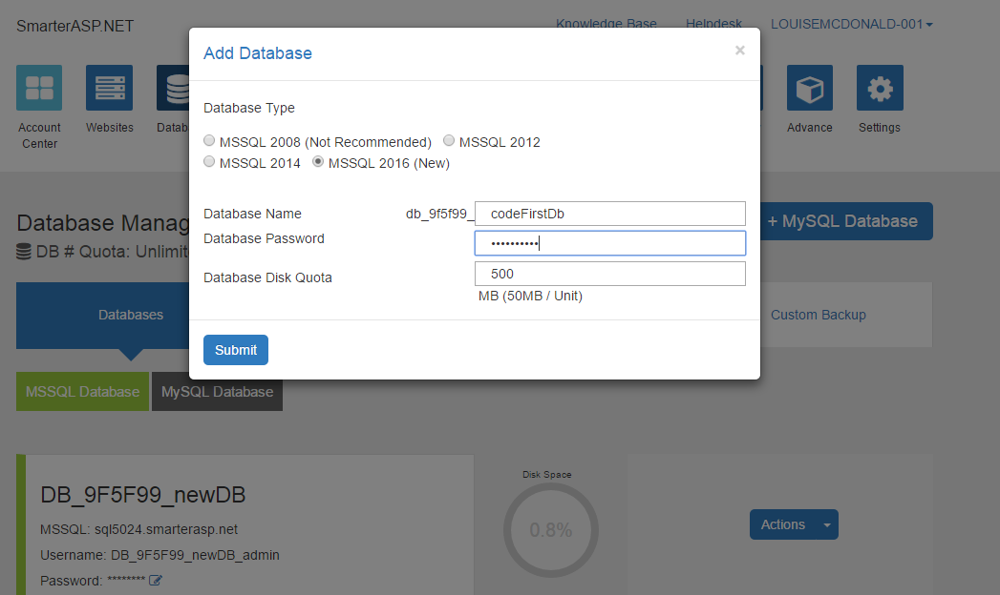 SmarterASP.NET
Knowledge Base Helpdesk LOUISEMCDONALD-001
Add Database ×
Account Center
Websites
Datab
Advance
Settings
Database Type
MSSQL 2008 (Not Recommended) MSSQL 2012
MSSQL 2014 MSSQL 2016 (New)
Database Name db_9f5f99_ codeFirstDb
Database Password ••••••••••
Database Disk Quota 500
MB (50MB / Unit)
Submit
Database Manag
+ MySQL Database
DB # Quota: Unlimit
Databases
Custom Backup
MSSQL Database MySQL Database
DB_9F5F99_newDB
MSSQL: sql5024.smarterasp.net
Username: DB_9F5F99_newDB_admin
Password: ********
Disk Space
0.8%
Actions